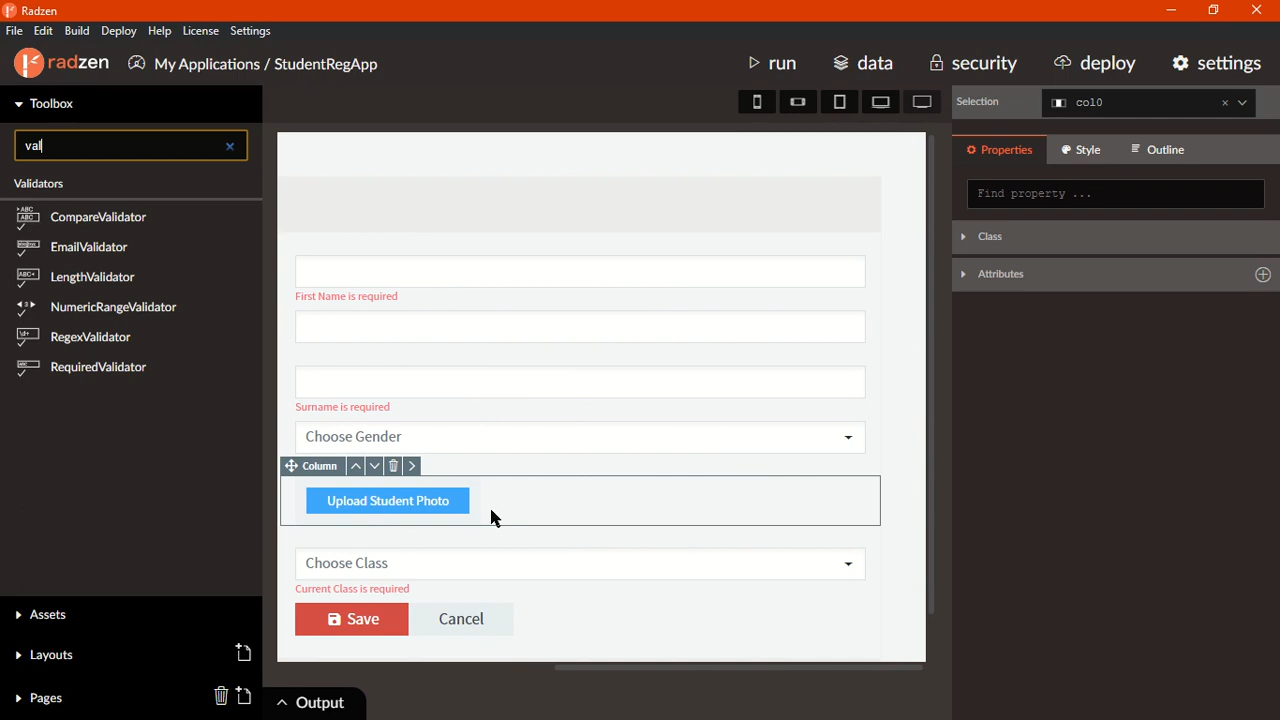 Radzen
File Edit Build Deploy Help License Settings
radzen My Applications / StudentRegApp run data security deploy settings
Toolbox
Selection col0
val
Properties Style Outline
Validators
Find property ...
CompareValidator
Class
EmailValidator
LengthValidator
Attributes
NumericRangeValidator
First Name is required
RegexValidator
RequiredValidator
Surname is required
Choose Gender
Column
Upload Student Photo
Choose Class
Current Class is required
Assets
Save Cancel
Layouts
Pages
Output